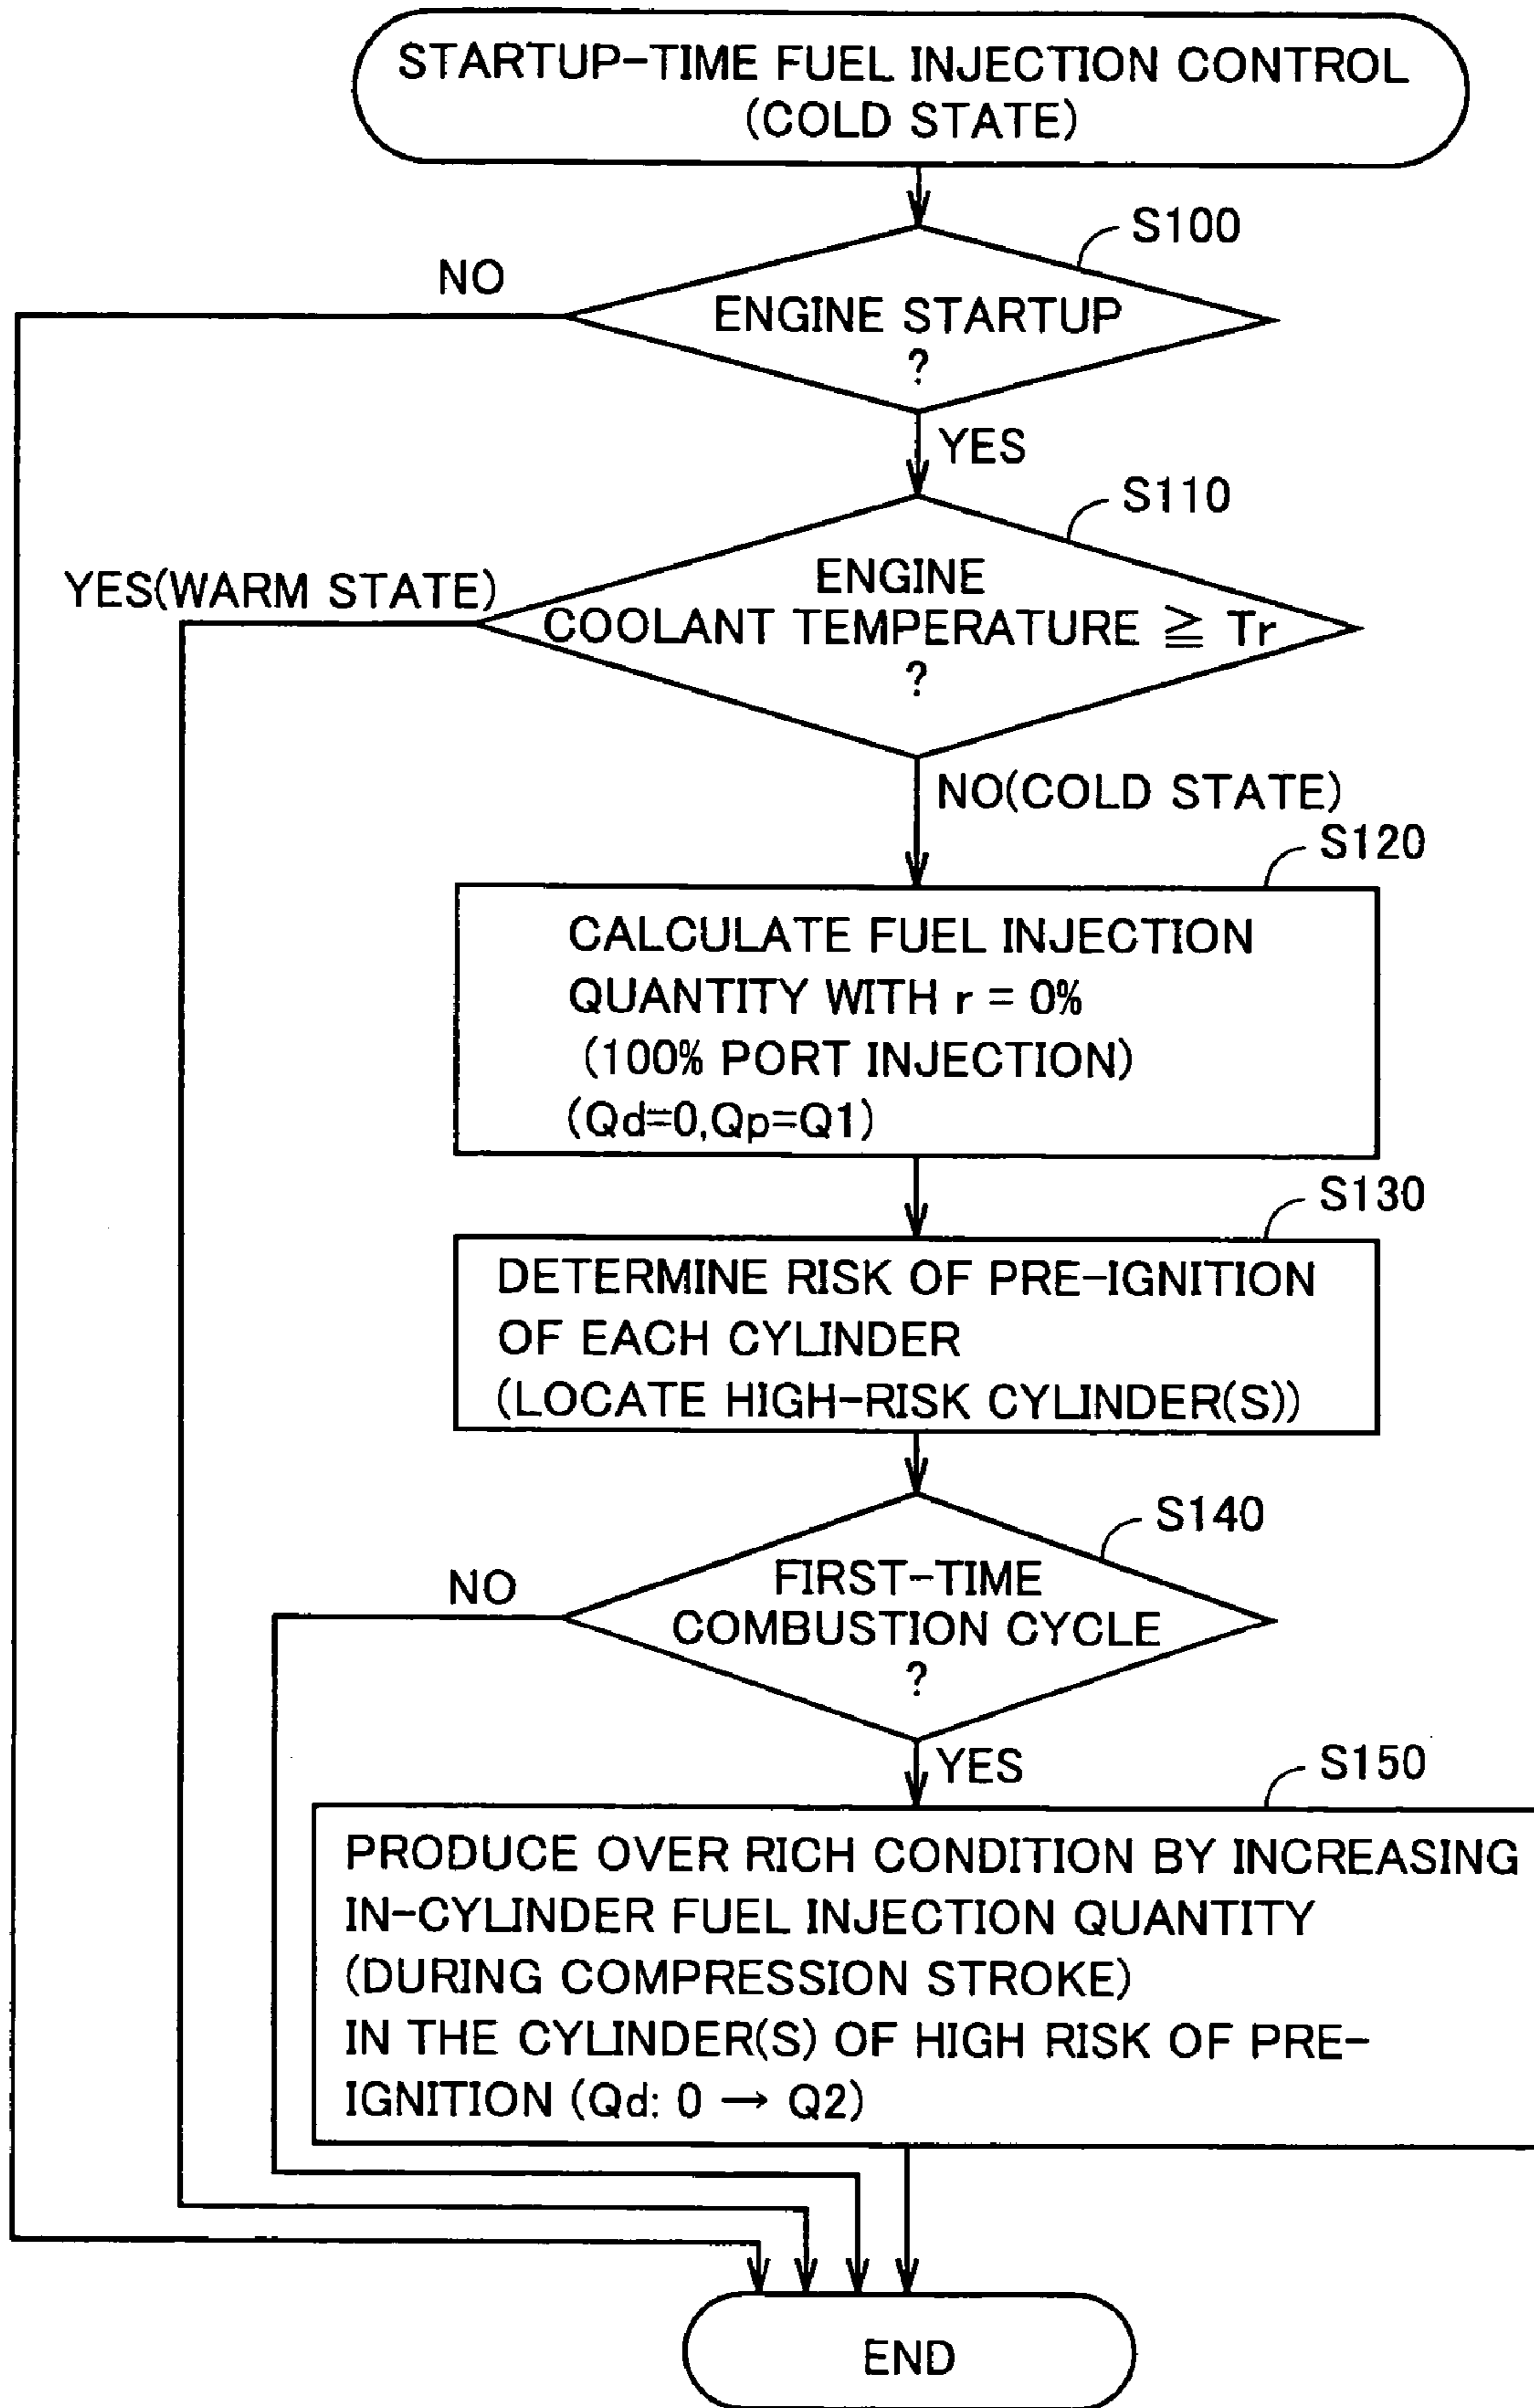 STARTUP-TIME FUEL INJECTION CONTROL
(COLD STATE)
S100
NO
ENGINE STARTUP
?
YES
S110
YES(WARM STATE)
ENGINE
COOLANT TEMPERATURE ≧ Tr
?
NO(COLD STATE)
S120
CALCULATE FUEL INJECTION
QUANTITY WITH r = 0%
(100% PORT INJECTION)
(Qd=0,Qp=Q1)
S130
DETERMINE RISK OF PRE-IGNITION
OF EACH CYLINDER
(LOCATE HIGH-RISK CYLINDER(S))
S140
NO
FIRST-TIME
COMBUSTION CYCLE
?
YES
S150
PRODUCE OVER RICH CONDITION BY INCREASING
IN-CYLINDER FUEL INJECTION QUANTITY
(DURING COMPRESSION STROKE)
IN THE CYLINDER(S) OF HIGH RISK OF PRE-
IGNITION (Qd: 0 → Q2)
END